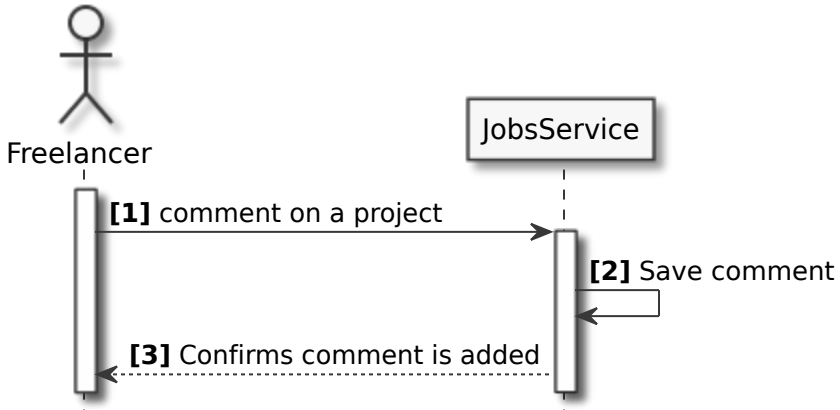 Freelancer
JobsService
[1] comment on a project
[2] Save comment
[3] Confirms comment is added